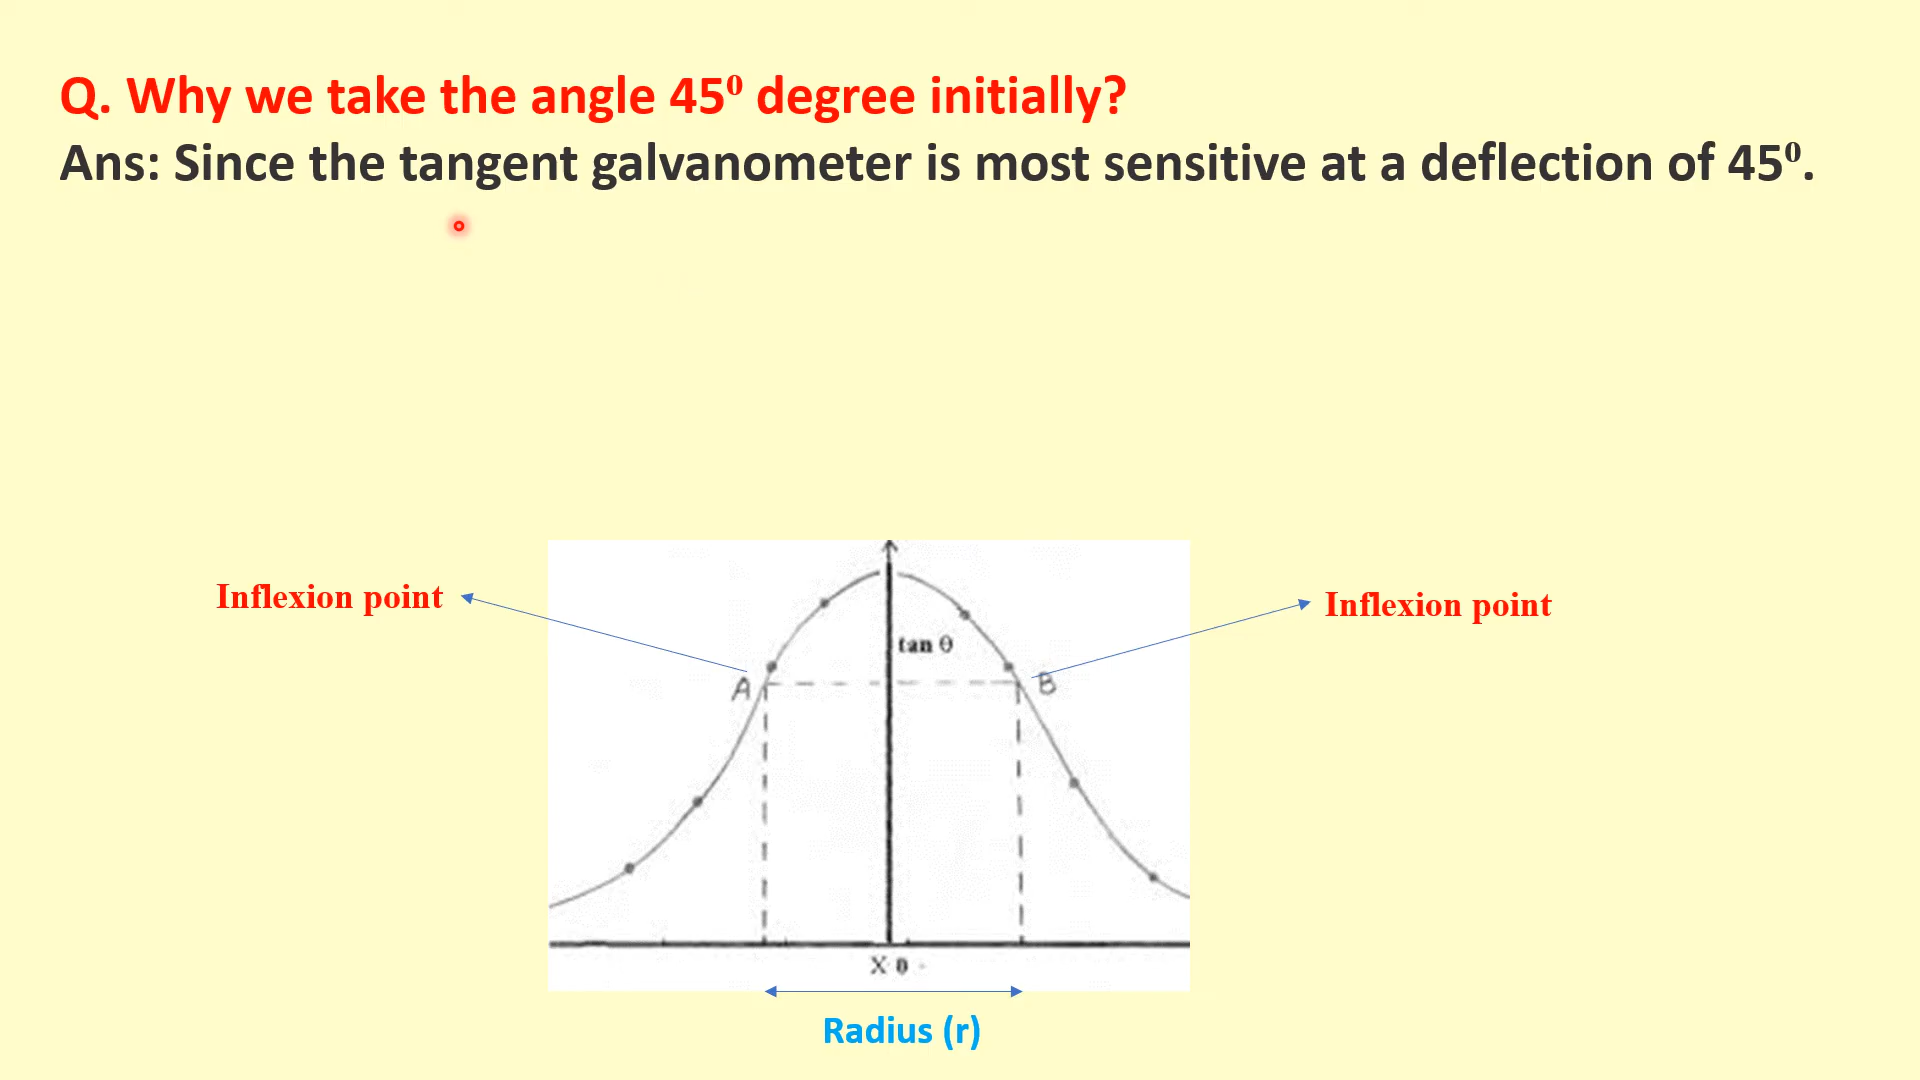 Q. Why we take the angle 45⁰ degree initially?
Ans: Since the tangent galvanometer is most sensitive at a deflection of 45⁰.
Inflexion point
Inflexion point
tan θ
A
B
X 0
Radius (r)